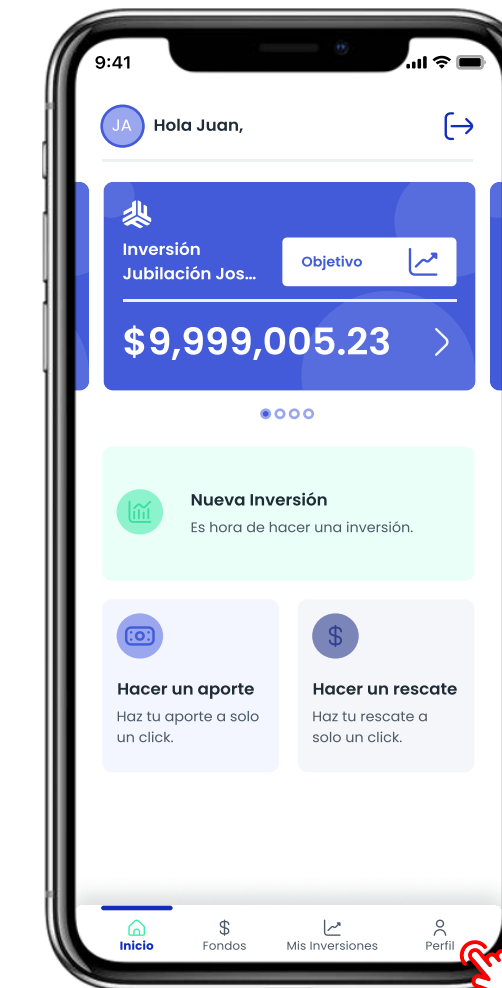 9:41
JA
Hola Juan,
Inversión
Jubilación Jos...
Objetivo
$9,999,005.23
Nueva Inversión
Es hora de hacer una inversión.
Hacer un aporte
Haz tu aporte a solo
un click.
Hacer un rescate
Haz tu rescate a
solo un click.
Inicio
Fondos
Mis Inversiones
Perfil